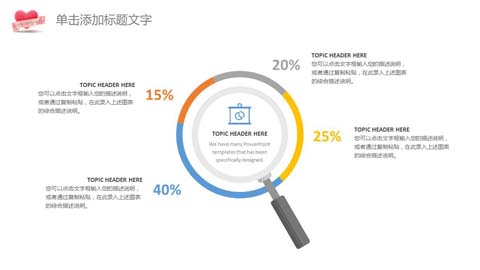 单击添加标题文字
20%
TOPIC HEADER HERE
您可以点击文字框输入您的描述说明，
或者通过复制粘贴，在此录入上述图表
的综合描述说明。
TOPIC HEADER HERE
您可以点击文字框输入您的描述说明，
或者通过复制粘贴，在此录入上述图表
的综合描述说明。
15%
TOPIC HEADER HERE
We have many PowerPoint
templates that has been
specifically designed.
25%
TOPIC HEADER HERE
您可以点击文字框输入您的描述说明，
或者通过复制粘贴，在此录入上述图表
的综合描述说明。
TOPIC HEADER HERE
您可以点击文字框输入您的描述说明，
或者通过复制粘贴，在此录入上述图表
的综合描述说明。
40%